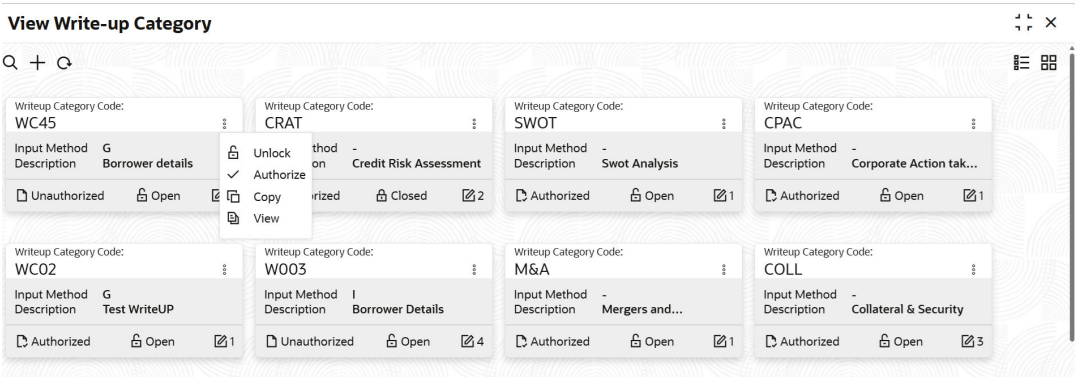 View Write-up Category
Writeup Category Code:
WC45
Input Method G
Description Borrower details
Unauthorized Open
Unlock
Authorize
Copy
View
Writeup Category Code:
CRAT
-
Credit Risk Assessment
Closed 2
Writeup Category Code:
SWOT
Input Method -
Description Swot Analysis
Authorized Open 1
Writeup Category Code:
CPAC
Input Method -
Description Corporate Action tak...
Authorized Open 1
Writeup Category Code:
WC02
Input Method G
Description Test WriteUP
Authorized Open 1
Writeup Category Code:
W003
Input Method I
Description Borrower Details
Unauthorized Open 4
Writeup Category Code:
M&A
Input Method -
Description Mergers and...
Authorized Open 1
Writeup Category Code:
COLL
Input Method -
Description Collateral & Security
Authorized Open 3